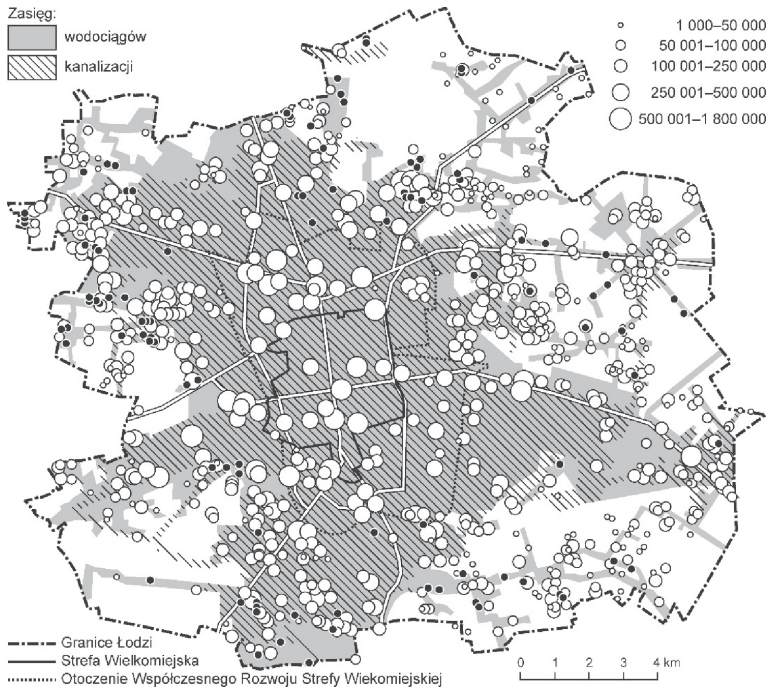 Zasięg:
wodociągów
kanalizacji
1 000–50 000
50 001–100 000
100 001–250 000
250 001–500 000
500 001–1 800 000
Granice Łodzi
Strefa Wielkomiejska
Otoczenie Współczesnego Rozwoju Strefy Wiekomiejskiej
0 1 2 3 4 km